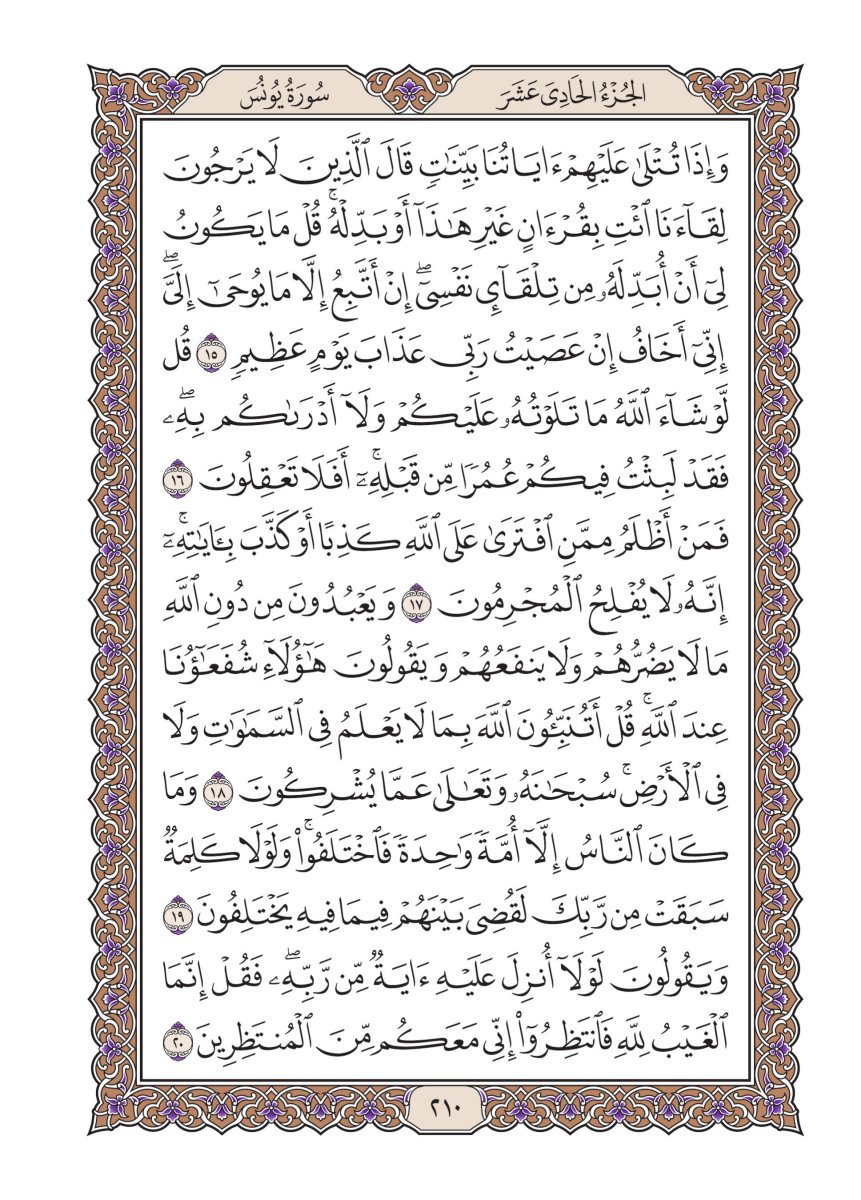 الجُزْءُ الحَادِىَ عَشَرَ
سُورَةُ يُونُسَ
وَإِذَا تُتْلَىٰ عَلَيْهِمْ ءَايَاتُنَا بَيِّنَـٰتٍ قَالَ ٱلَّذِينَ لَا يَرْجُونَ
لِقَآءَنَا ٱئْتِ بِقُرْءَانٍ غَيْرِ هَـٰذَآ أَوْ بَدِّلْهُ ۚ قُلْ مَا يَكُونُ
لِىٓ أَنْ أُبَدِّلَهُۥ مِن تِلْقَآئِ نَفْسِىٓ ۖ إِنْ أَتَّبِعُ إِلَّا مَا يُوحَىٰٓ إِلَىَّ ۖ
إِنِّىٓ أَخَافُ إِنْ عَصَيْتُ رَبِّى عَذَابَ يَوْمٍ عَظِيمٍ ١٥ قُل
لَّوْ شَآءَ ٱللَّهُ مَا تَلَوْتُهُۥ عَلَيْكُمْ وَلَآ أَدْرَىٰكُم بِهِۦ ۖ
فَقَدْ لَبِثْتُ فِيكُمْ عُمُرًا مِّن قَبْلِهِۦٓ ۚ أَفَلَا تَعْقِلُونَ ١٦
فَمَنْ أَظْلَمُ مِمَّنِ ٱفْتَرَىٰ عَلَى ٱللَّهِ كَذِبًا أَوْ كَذَّبَ بِـَٔايَـٰتِهِۦٓ ۚ
إِنَّهُۥ لَا يُفْلِحُ ٱلْمُجْرِمُونَ ١٧ وَيَعْبُدُونَ مِن دُونِ ٱللَّهِ
مَا لَا يَضُرُّهُمْ وَلَا يَنفَعُهُمْ وَيَقُولُونَ هَـٰٓؤُلَآءِ شُفَعَـٰٓؤُنَا
عِندَ ٱللَّهِ ۚ قُلْ أَتُنَبِّـُٔونَ ٱللَّهَ بِمَا لَا يَعْلَمُ فِى ٱلسَّمَـٰوَٰتِ وَلَا
فِى ٱلْأَرْضِ ۚ سُبْحَـٰنَهُۥ وَتَعَـٰلَىٰ عَمَّا يُشْرِكُونَ ١٨ وَمَا
كَانَ ٱلنَّاسُ إِلَّآ أُمَّةً وَٰحِدَةً فَٱخْتَلَفُوا۟ ۚ وَلَوْلَا كَلِمَةٌ
سَبَقَتْ مِن رَّبِّكَ لَقُضِىَ بَيْنَهُمْ فِيمَا فِيهِ يَخْتَلِفُونَ ١٩
وَيَقُولُونَ لَوْلَآ أُنزِلَ عَلَيْهِ ءَايَةٌ مِّن رَّبِّهِۦ ۖ فَقُلْ إِنَّمَا
ٱلْغَيْبُ لِلَّهِ فَٱنتَظِرُوٓا۟ إِنِّى مَعَكُم مِّنَ ٱلْمُنتَظِرِينَ ٢٠
٢١٠